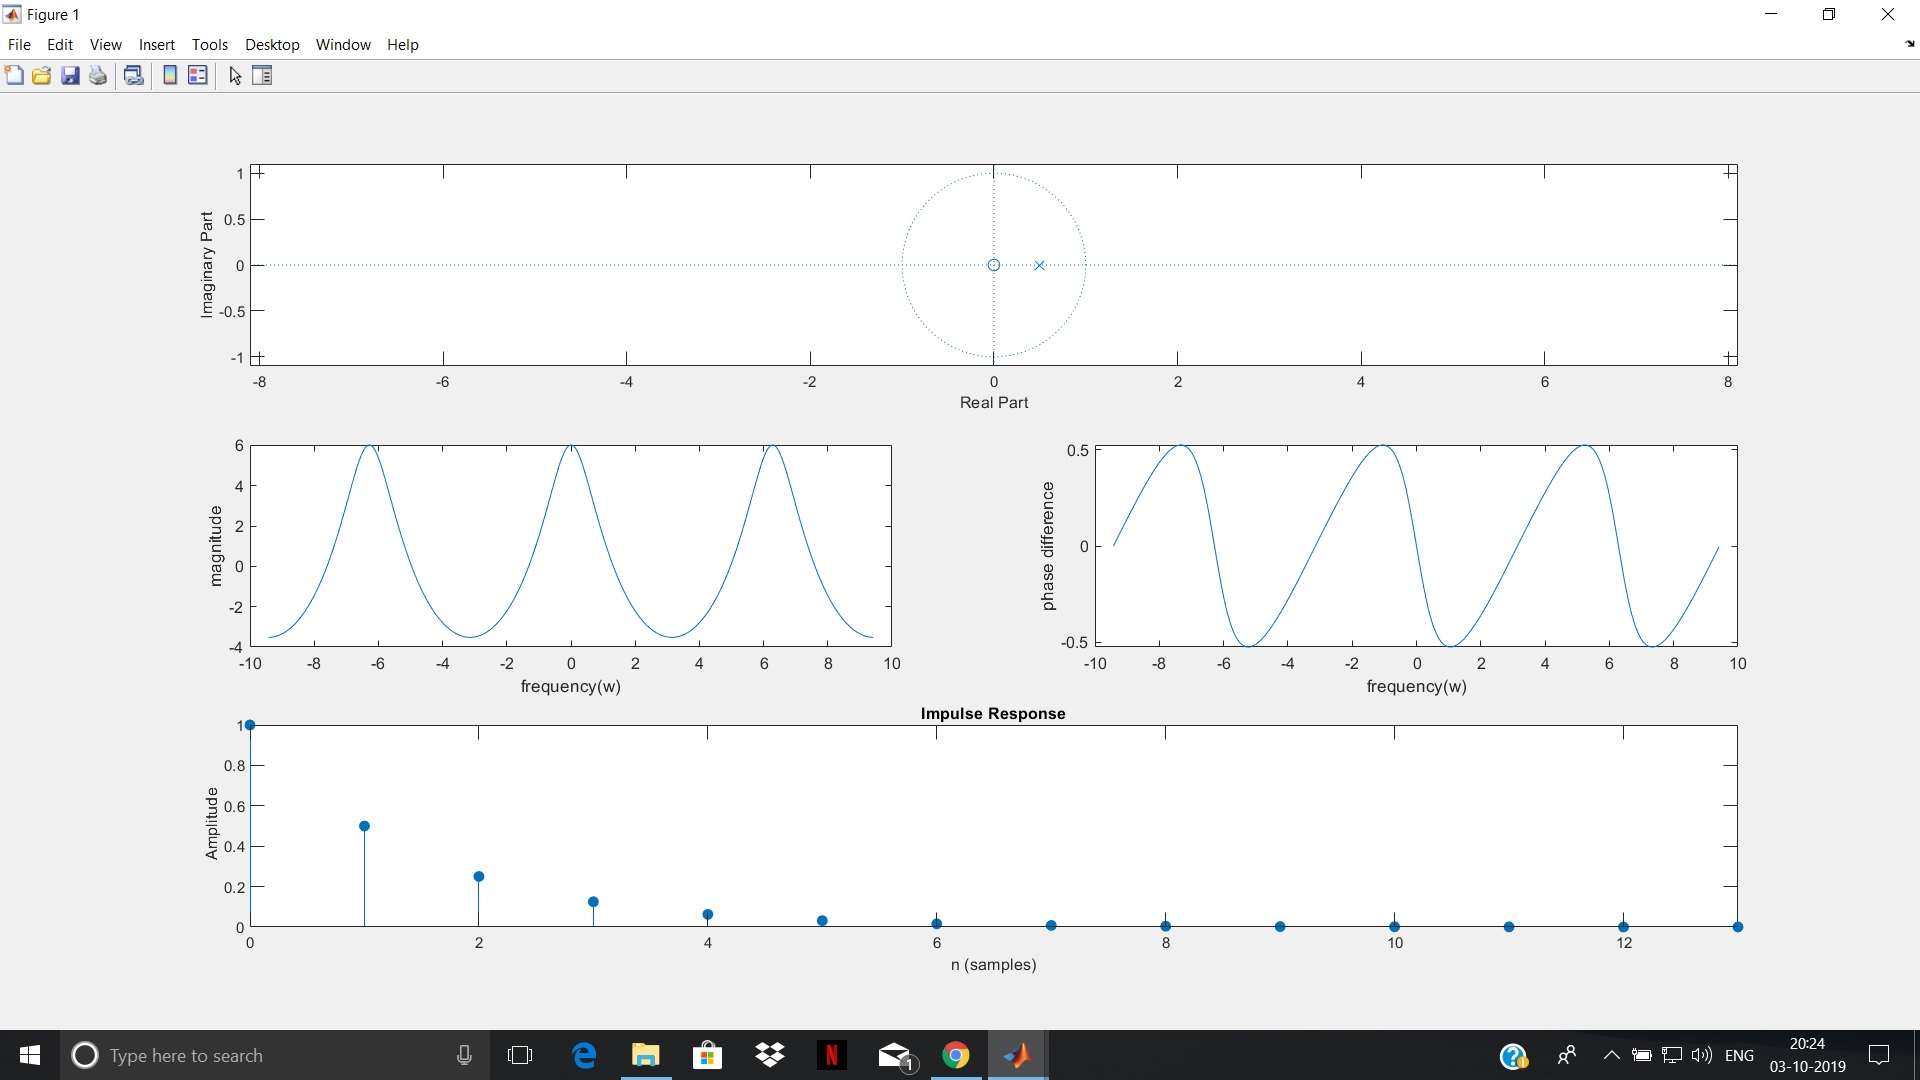 Figure 1
File Edit View Insert Tools Desktop Window Help
1
0.5
0
-0.5
-1
Imaginary Part
-8 -6 -4 -2 0 2 4 6 8
Real Part
6
4
2
0
-2
-4
magnitude
-10 -8 -6 -4 -2 0 2 4 6 8 10
frequency(w)
0.5
0
-0.5
phase difference
-10 -8 -6 -4 -2 0 2 4 6 8 10
frequency(w)
Impulse Response
1
0.8
0.6
0.4
0.2
0
Amplitude
0 2 4 6 8 10 12
n (samples)
Type here to search
N
1
ENG
20:24
03-10-2019